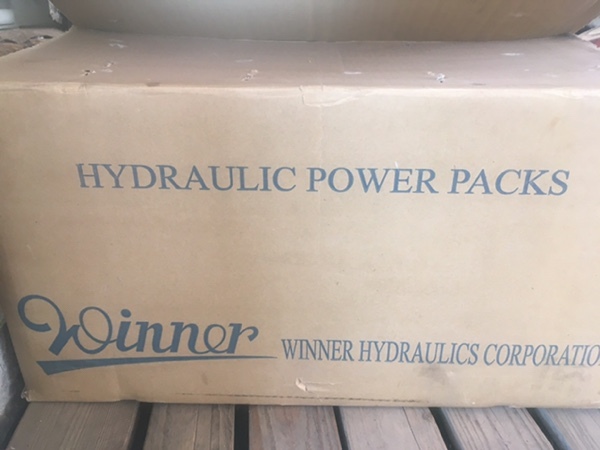 HYDRAULIC POWER PACKS
Winner WINNER HYDRAULICS CORPORATIO